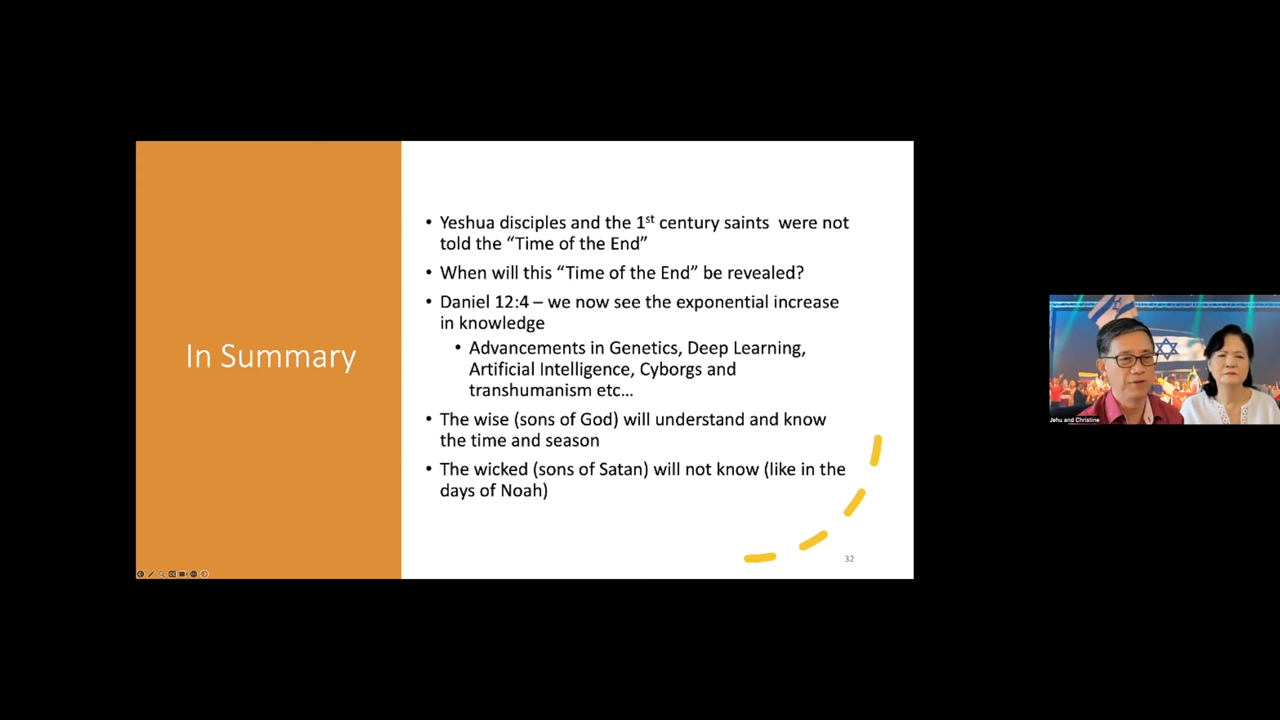 In Summary
• Yeshua disciples and the 1st century saints  were not
told the “Time of the End”
• When will this “Time of the End” be revealed?
• Daniel 12:4 – we now see the exponential increase
in knowledge
• Advancements in Genetics, Deep Learning,
Artificial Intelligence, Cyborgs and
transhumanism etc...
• The wise (sons of God) will understand and know
the time and season
• The wicked (sons of Satan) will not know (like in the
days of Noah)
32
Jehu and Christine